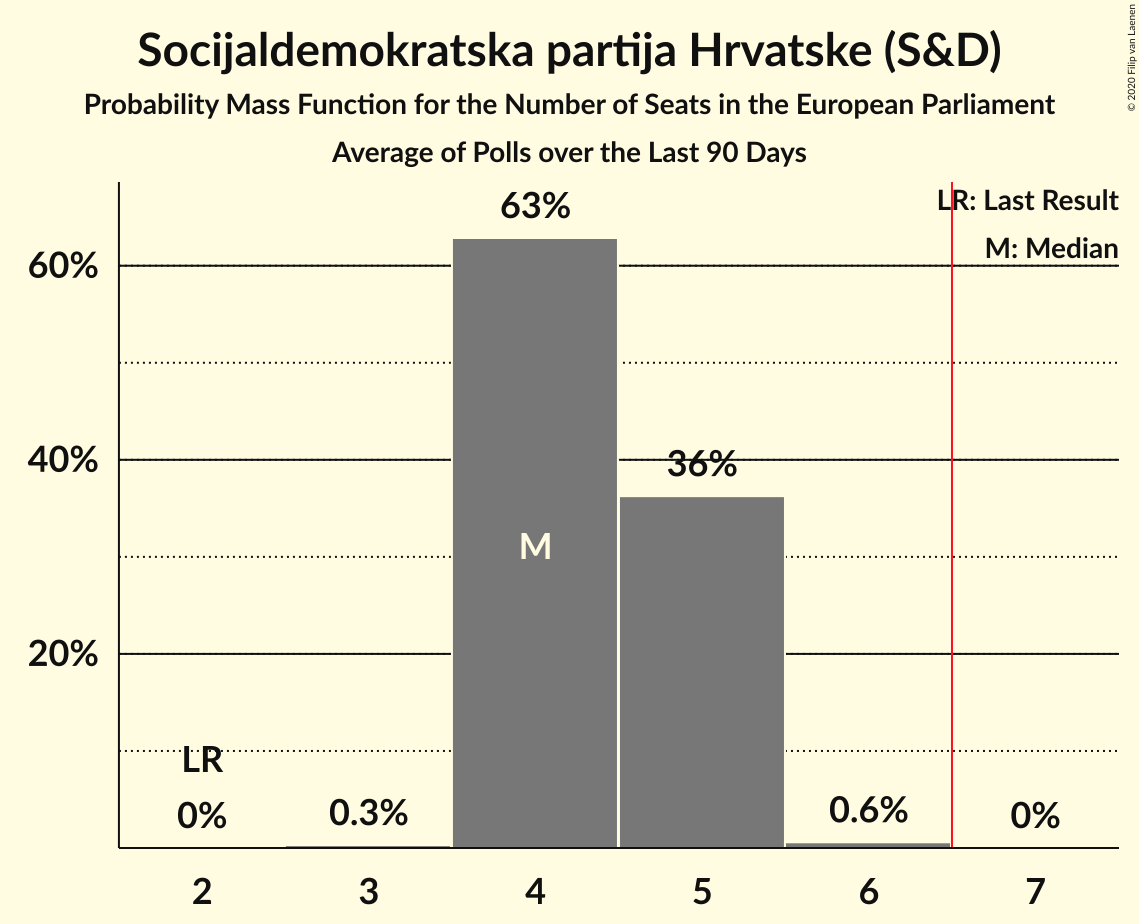 Socijaldemokratska partija Hrvatske (S&D)
Probability Mass Function for the Number of Seats in the European Parliament
Average of Polls over the Last 90 Days
© 2020 Filip van Laenen
LR: Last Result
M: Median
63%
60%
40%
36%
M
20%
LR
0%
0.3%
0.6%
0%
2
3
4
5
6
7